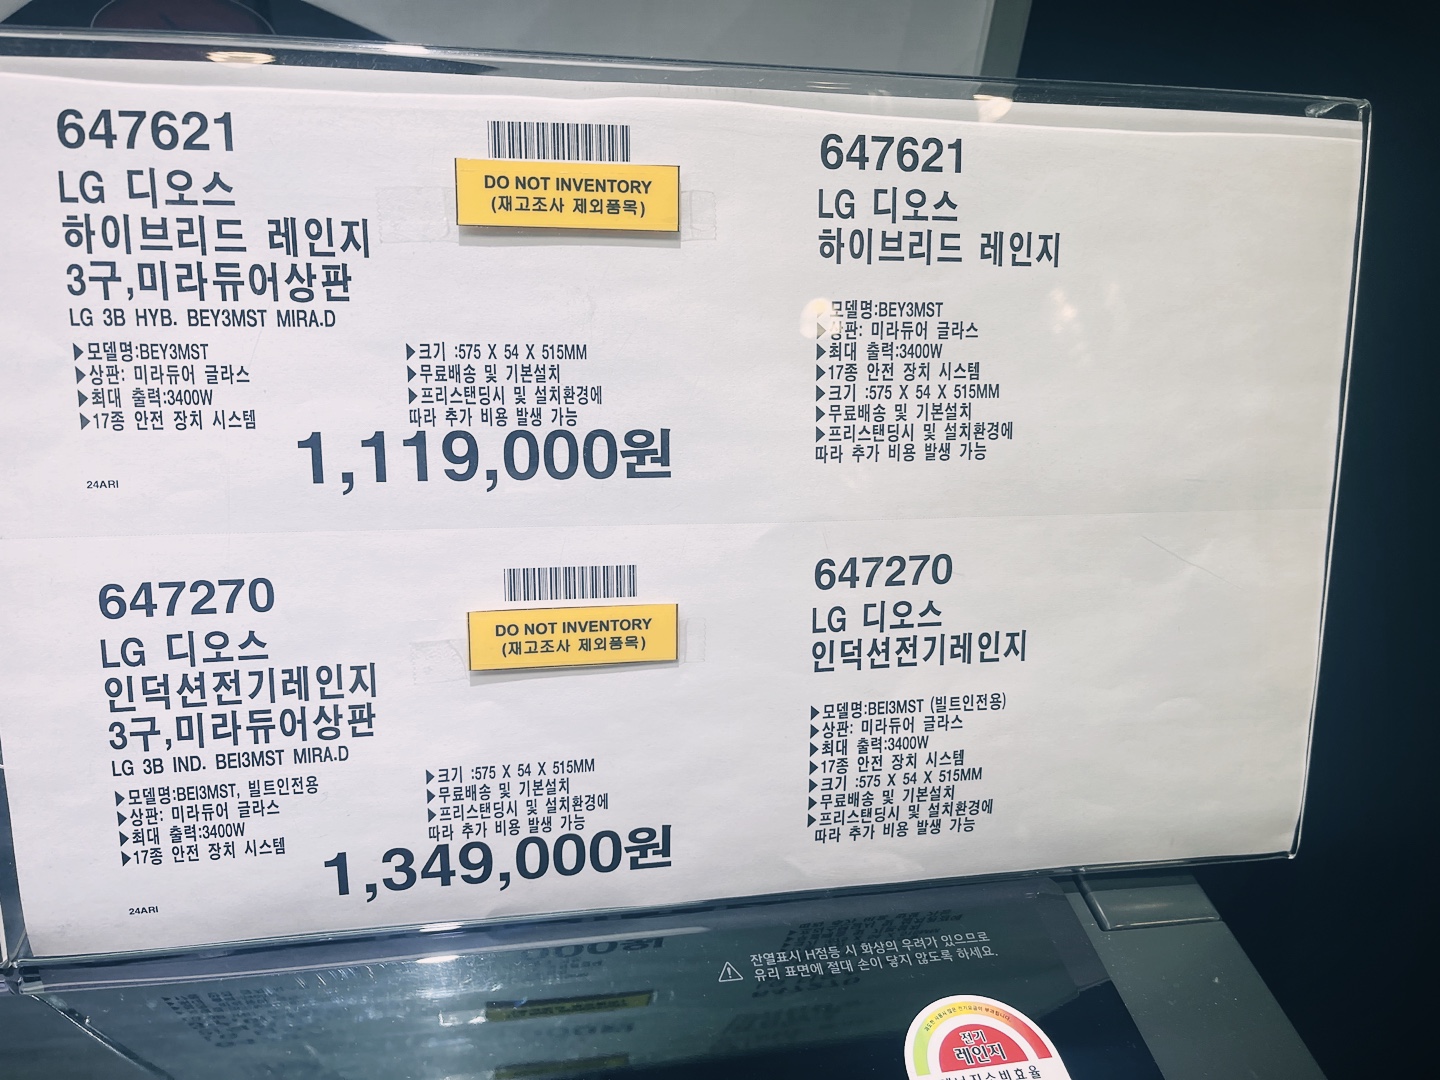 647621
LG 디오스
하이브리드 레인지
3구,미라듀어상판
LG 3B HYB. BEY3MST MIRA.D
▶모델명:BEY3MST
▶상판: 미라듀어 글라스
▶최대 출력:3400W
▶17종 안전 장치 시스템
DO NOT INVENTORY
(재고조사 제외품목)
▶크기 :575 X 54 X 515MM
▶무료배송 및 기본설치
▶프리스탠딩시 및 설치환경에
따라 추가 비용 발생 가능
1,119,000원
24ARI
647621
LG 디오스
하이브리드 레인지
▶모델명:BEY3MST
▶상판: 미라듀어 글라스
▶최대 출력:3400W
▶17종 안전 장치 시스템
▶크기 :575 X 54 X 515MM
▶무료배송 및 기본설치
▶프리스탠딩시 및 설치환경에
따라 추가 비용 발생 가능
647270
LG 디오스
인덕션전기레인지
3구,미라듀어상판
LG 3B IND. BEI3MST MIRA.D
▶모델명:BEI3MST, 빌트인전용
▶상판: 미라듀어 글라스
▶최대 출력:3400W
▶17종 안전 장치 시스템
DO NOT INVENTORY
(재고조사 제외품목)
▶크기 :575 X 54 X 515MM
▶무료배송 및 기본설치
▶프리스탠딩시 및 설치환경에
따라 추가 비용 발생 가능
1,349,000원
24ARI
647270
LG 디오스
인덕션전기레인지
▶모델명:BEI3MST (빌트인전용)
▶상판: 미라듀어 글라스
▶최대 출력:3400W
▶17종 안전 장치 시스템
▶크기 :575 X 54 X 515MM
▶무료배송 및 기본설치
▶프리스탠딩시 및 설치환경에
따라 추가 비용 발생 가능
잔열표시 H점등 시 화상의 우려가 있으므로
유리 표면에 절대 손이 닿지 않도록 하세요.
전기
레인지